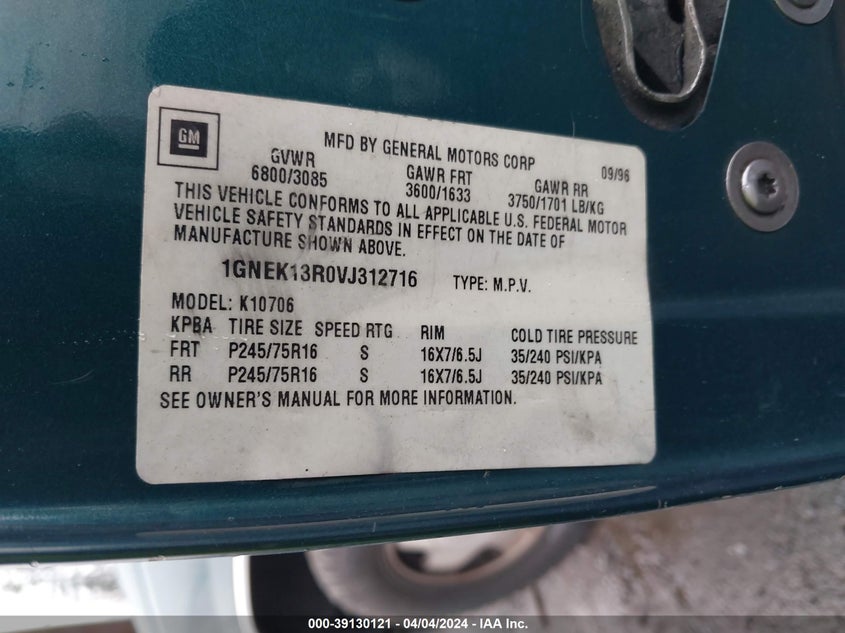 GM
MFD BY GENERAL MOTORS CORP 09/96
GVWR GAWR FRT GAWR RR
6800/3085 3600/1633 3750/1701 LB/KG
THIS VEHICLE CONFORMS TO ALL APPLICABLE U.S. FEDERAL MOTOR
VEHICLE SAFETY STANDARDS IN EFFECT ON THE DATE OF
MANUFACTURE SHOWN ABOVE.
1GNEK13R0VJ312716 TYPE: M.P.V.
MODEL: K10706
KPBA TIRE SIZE SPEED RTG RIM COLD TIRE PRESSURE
FRT P245/75R16 S 16X7/6.5J 35/240 PSI/KPA
RR P245/75R16 S 16X7/6.5J 35/240 PSI/KPA
SEE OWNER'S MANUAL FOR MORE INFORMATION.
000-39130121 - 04/04/2024 - IAA Inc.